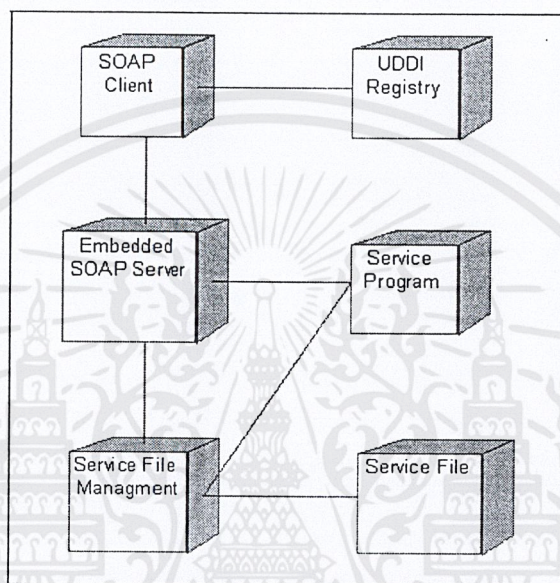 SOAP
Client
UDDI
Registry
Embedded
SOAP Server
Service
Program
Service File
Managment
Service File